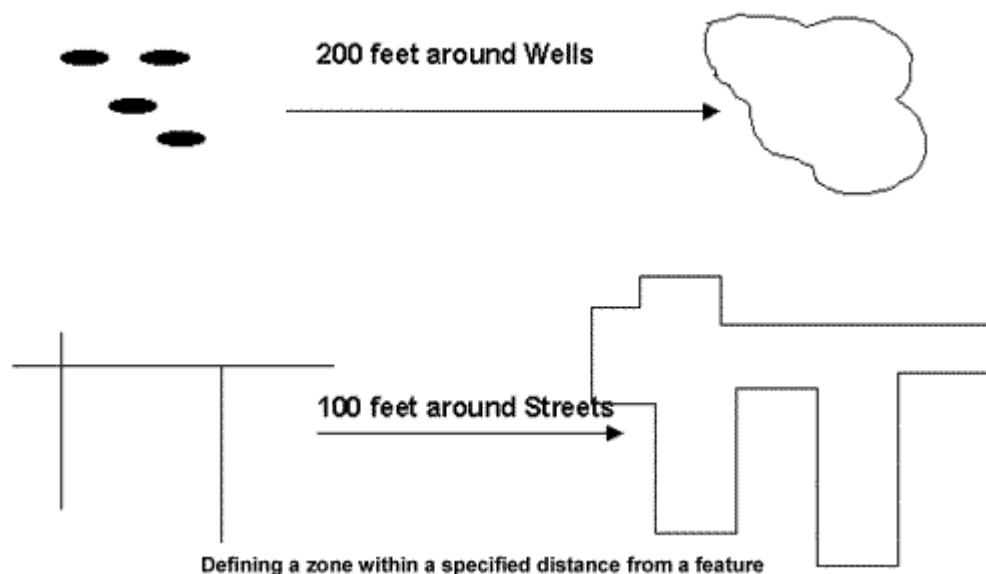 200 feet around Wells
100 feet around Streets
Defining a zone within a specified distance from a feature